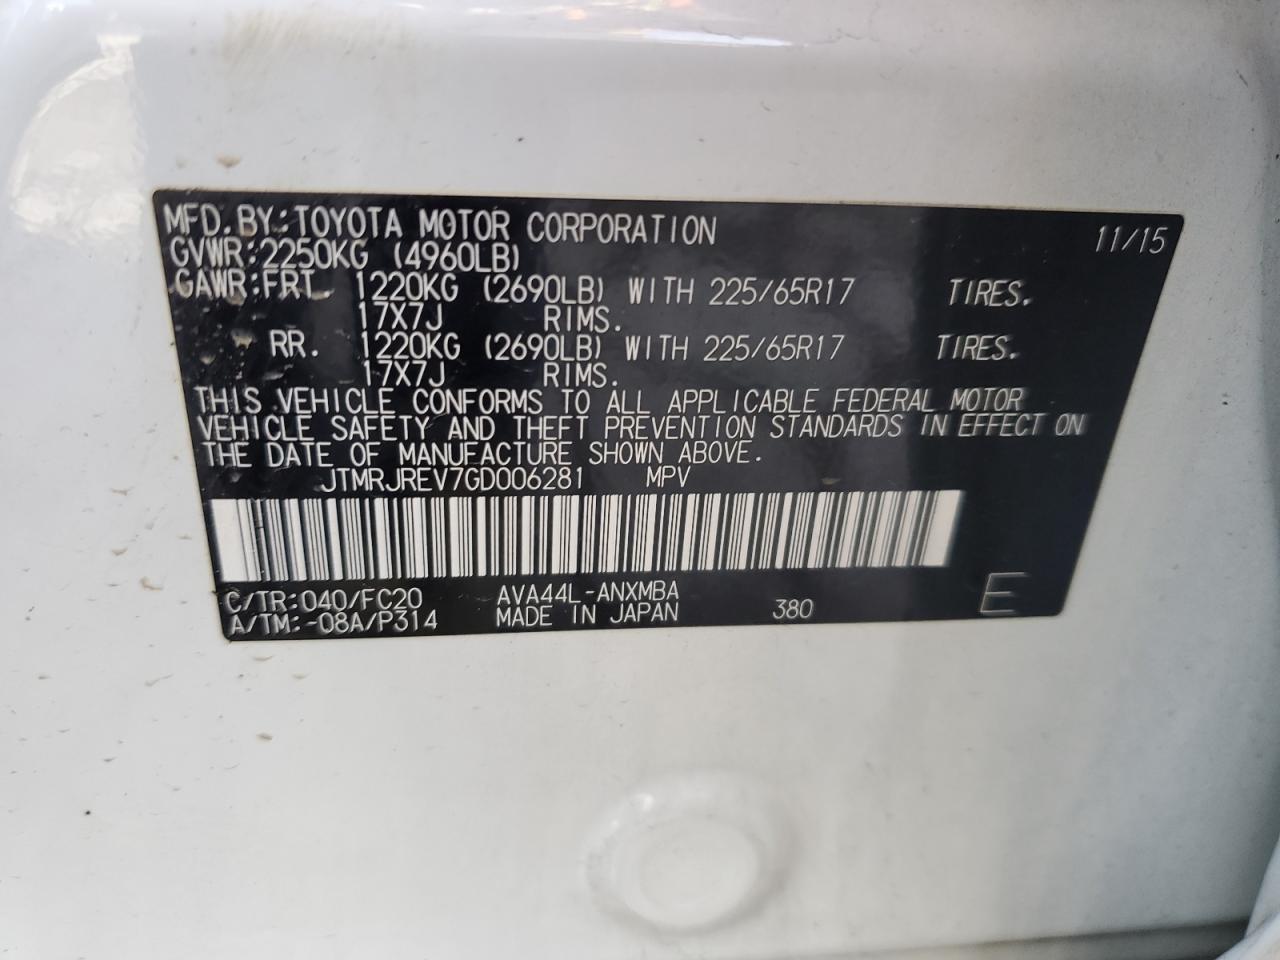 MFD. BY: TOYOTA MOTOR CORPORATION 11/15
GVWR: 2250KG (4960LB)
GAWR: FRT. 1220KG (2690LB) WITH 225/65R17 TIRES.
17X7J RIMS.
RR. 1220KG (2690LB) WITH 225/65R17 TIRES.
17X7J RIMS.
THIS VEHICLE CONFORMS TO ALL APPLICABLE FEDERAL MOTOR
VEHICLE SAFETY AND THEFT PREVENTION STANDARDS IN EFFECT ON
THE DATE OF MANUFACTURE SHOWN ABOVE.
JTMRJREV7GD006281 MPV
C/TR: 040/FC20 AVA44L-ANXMBA
A/TM: -08A/P314 MADE IN JAPAN 380 E